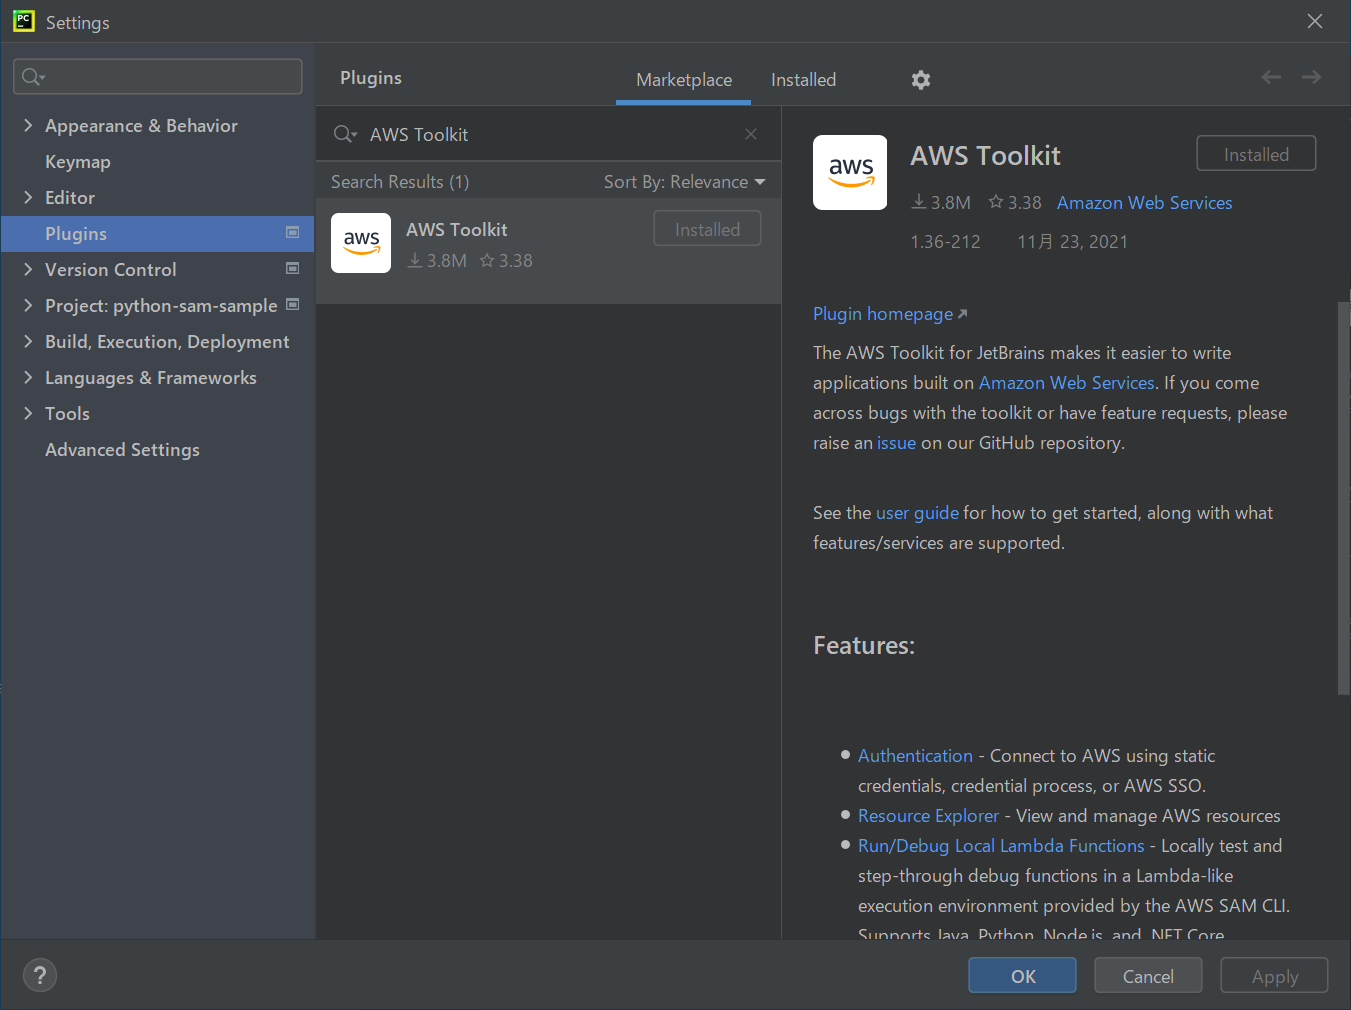 PC
Settings
Plugins
Marketplace
Installed
Appearance & Behavior
Keymap
Editor
Plugins
Version Control
Project: python-sam-sample
Build, Execution, Deployment
Languages & Frameworks
Tools
Advanced Settings
AWS Toolkit
Search Results (1)
Sort By: Relevance
aws
AWS Toolkit
Installed
3.8M
3.38
aws
AWS Toolkit
Installed
3.8M
3.38
Amazon Web Services
1.36-212
11月 23, 2021
Plugin homepage
The AWS Toolkit for JetBrains makes it easier to write
applications built on Amazon Web Services. If you come
across bugs with the toolkit or have feature requests, please
raise an issue on our GitHub repository.
See the user guide for how to get started, along with what
features/services are supported.
Features:
Authentication - Connect to AWS using static
credentials, credential process, or AWS SSO.
Resource Explorer - View and manage AWS resources
Run/Debug Local Lambda Functions - Locally test and
step-through debug functions in a Lambda-like
execution environment provided by the AWS SAM CLI.
Supports Java, Python, Node.js, and .NET Core.
?
OK
Cancel
Apply